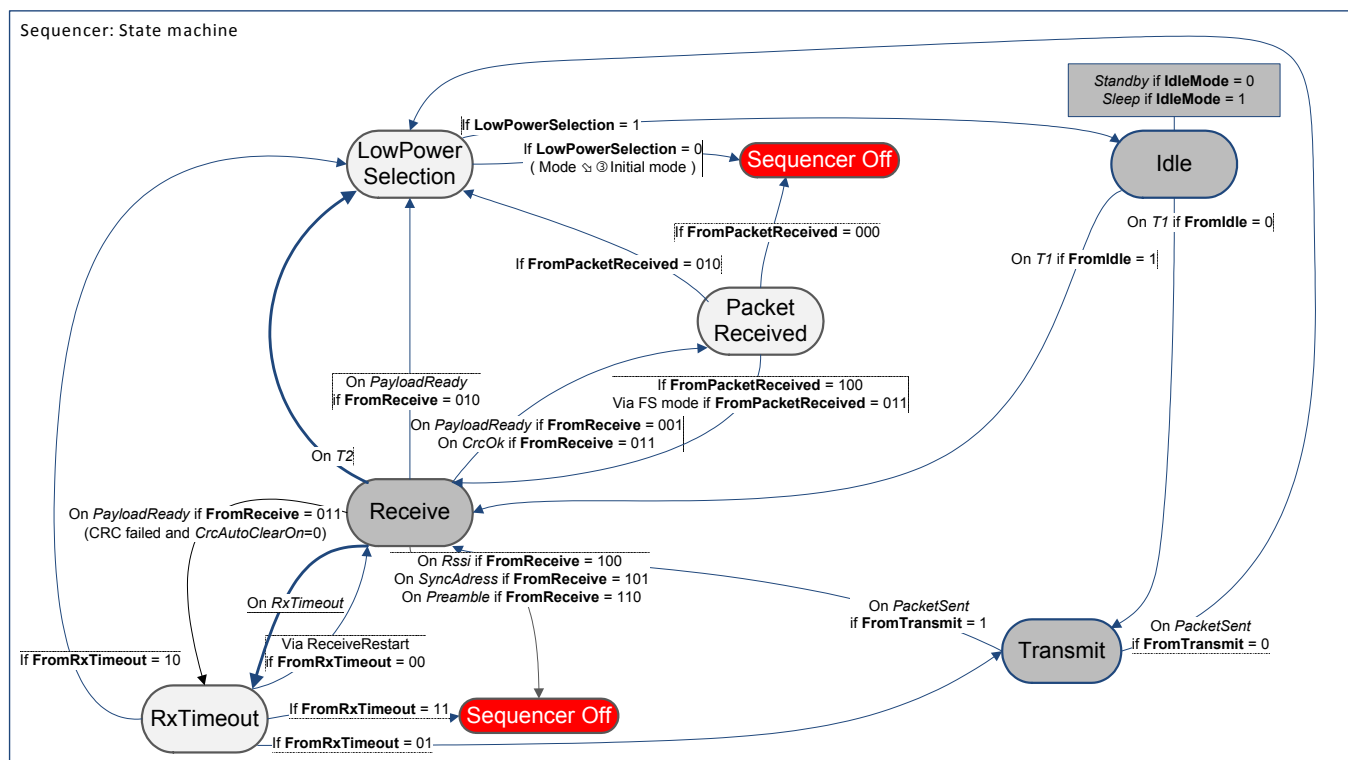 Sequencer: State machine
Standby if IdleMode = 0
Sleep if IdleMode = 1
If LowPowerSelection = 1
LowPower
Selection
If LowPowerSelection = 0
( Mode ⇘ ③ Initial mode )
Sequencer Off
Idle
On T1 if FromIdle = 0
On T1 if FromIdle = 1
If FromPacketReceived = 000
If FromPacketReceived = 010
Packet
Received
On PayloadReady
if FromReceive = 010
If FromPacketReceived = 100
Via FS mode if FromPacketReceived = 011
On PayloadReady if FromReceive = 001
On CrcOk if FromReceive = 011
On T2
Receive
On PayloadReady if FromReceive = 011
(CRC failed and CrcAutoClearOn=0)
On Rssi if FromReceive = 100
On SyncAdress if FromReceive = 101
On Preamble if FromReceive = 110
On RxTimeout
Via ReceiveRestart
if FromRxTimeout = 00
On PacketSent
if FromTransmit = 1
Transmit
On PacketSent
if FromTransmit = 0
If FromRxTimeout = 10
RxTimeout
If FromRxTimeout = 11
Sequencer Off
If FromRxTimeout = 01